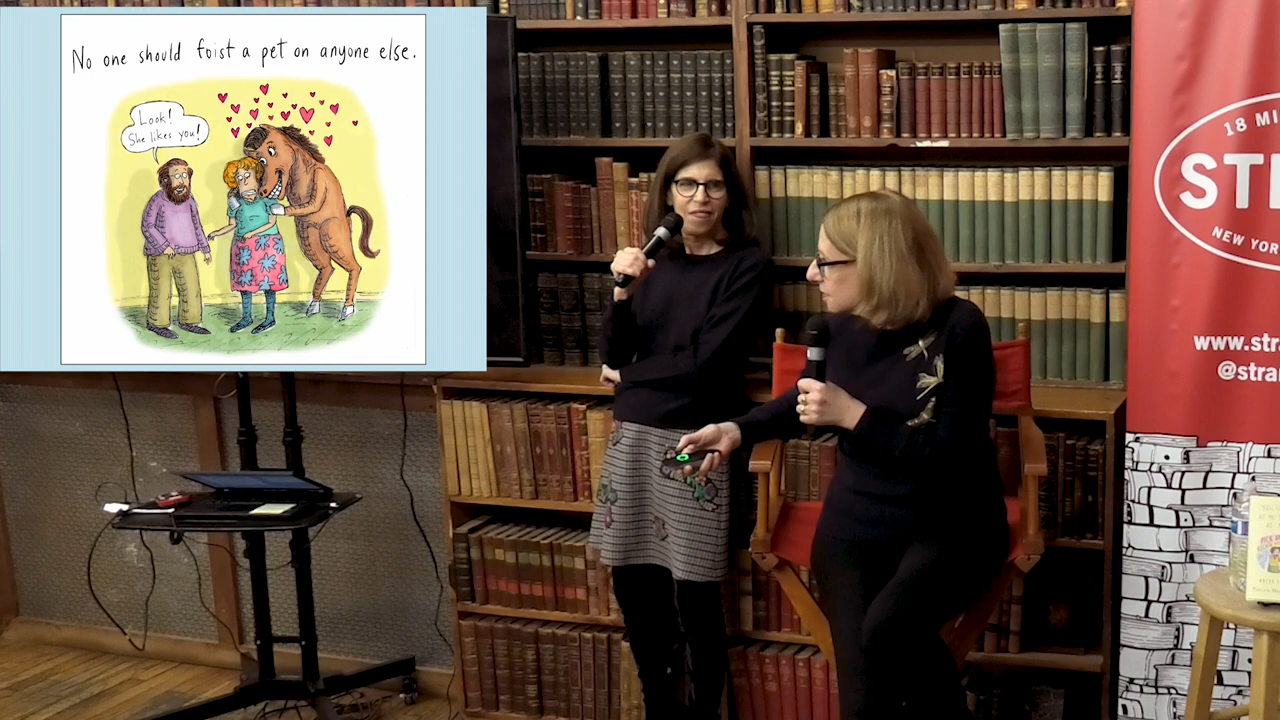 No one should foist a pet on anyone else.
Look!
She likes you!
18 MI
ST
NEW YOR
www.stra
@stra